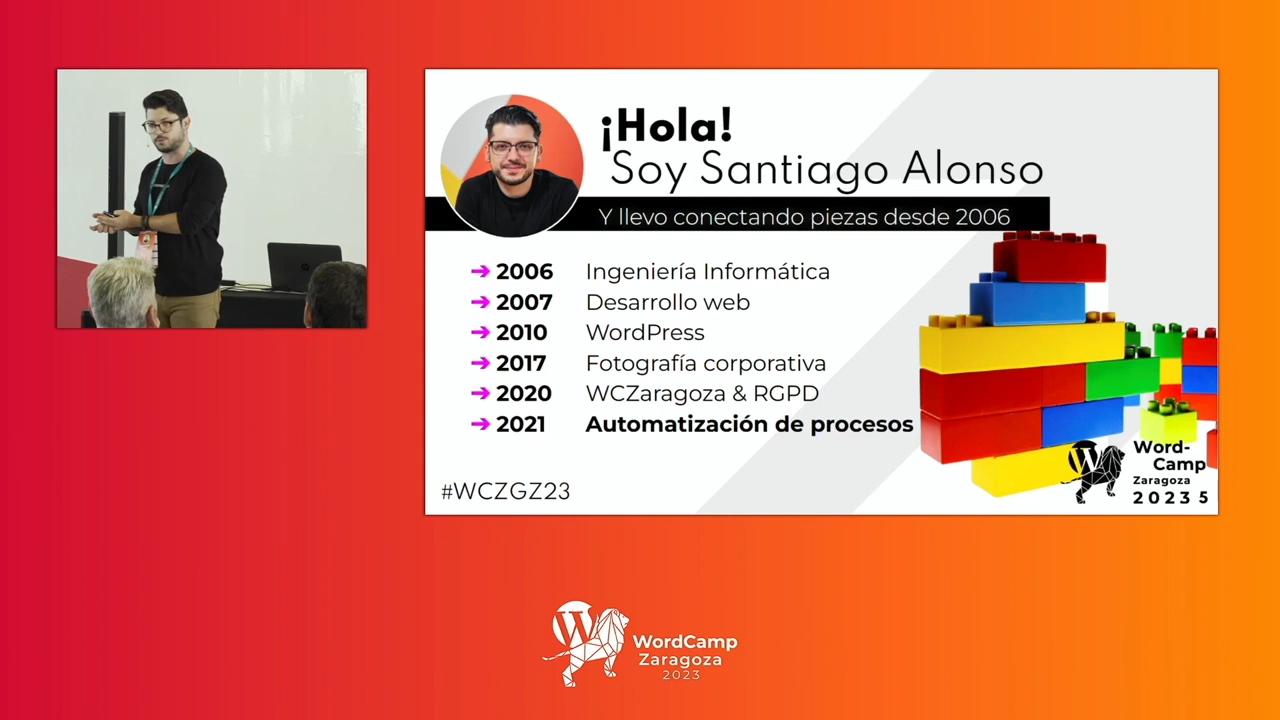 ¡Hola!
Soy Santiago Alonso
Y llevo conectando piezas desde 2006
➔ 2006 Ingeniería Informática
➔ 2007 Desarrollo web
➔ 2010 WordPress
➔ 2017 Fotografía corporativa
➔ 2020 WCZaragoza & RGPD
➔ 2021 Automatización de procesos
#WCZGZ23
Word-
Camp
Zaragoza
2023 5
WordCamp
Zaragoza
2023